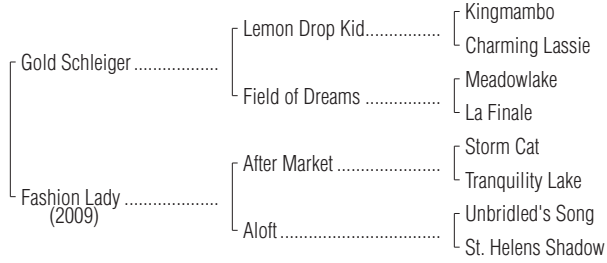 Kingmambo
Lemon Drop Kid..................
Charming Lassie
Gold Schleiger ....................
Meadowlake
Field of Dreams ..................
La Finale
Storm Cat
After Market ........................
Tranquility Lake
Fashion Lady ......................
(2009)
Unbridled's Song
Aloft......................................
St. Helens Shadow